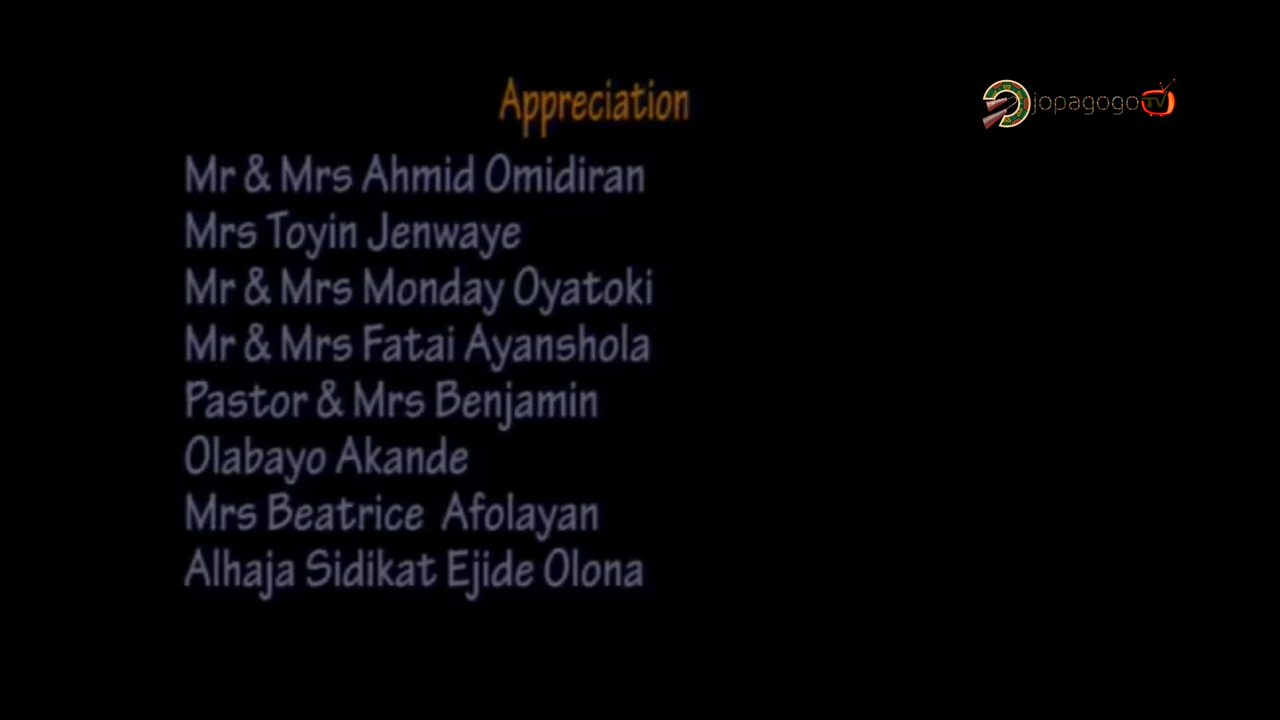 Appreciation
jopagogo TV
Mr & Mrs Ahmid Omidiran
Mrs Toyin Jenwaye
Mr & Mrs Monday Oyatoki
Mr & Mrs Fatai Ayanshola
Pastor & Mrs Benjamin
Olabayo Akande
Mrs Beatrice Afolayan
Alhaja Sidikat Ejide Olona